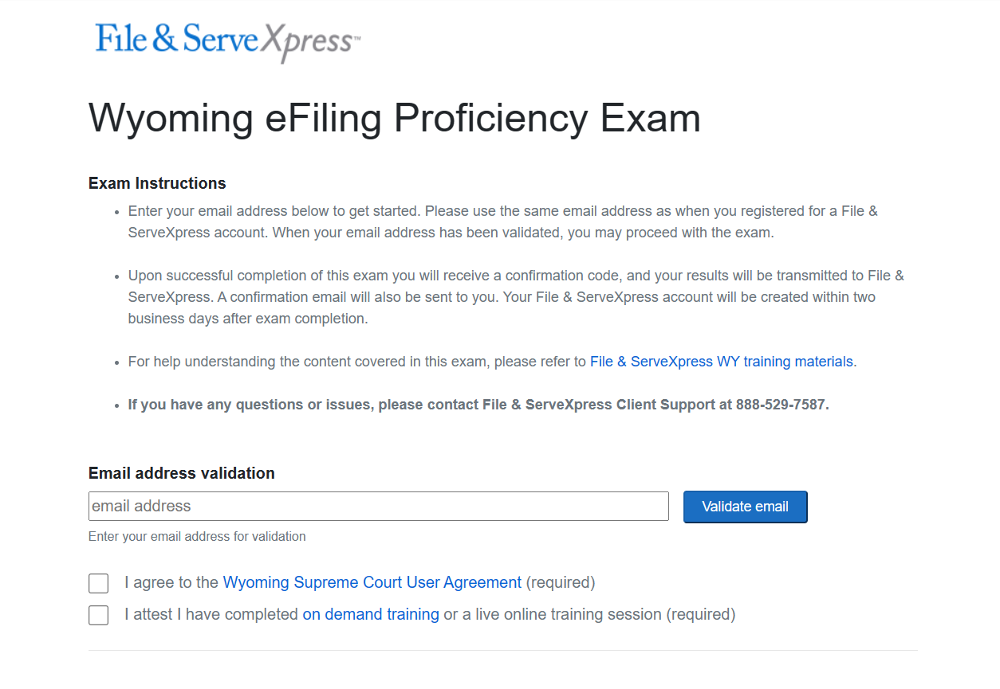 File & ServeXpress™
Wyoming eFiling Proficiency Exam
Exam Instructions
• Enter your email address below to get started. Please use the same email address as when you registered for a File &
ServeXpress account. When your email address has been validated, you may proceed with the exam.
• Upon successful completion of this exam you will receive a confirmation code, and your results will be transmitted to File &
ServeXpress. A confirmation email will also be sent to you. Your File & ServeXpress account will be created within two
business days after exam completion.
• For help understanding the content covered in this exam, please refer to File & ServeXpress WY training materials.
• If you have any questions or issues, please contact File & ServeXpress Client Support at 888-529-7587.
Email address validation
email address
Validate email
Enter your email address for validation
I agree to the Wyoming Supreme Court User Agreement (required)
I attest I have completed on demand training or a live online training session (required)